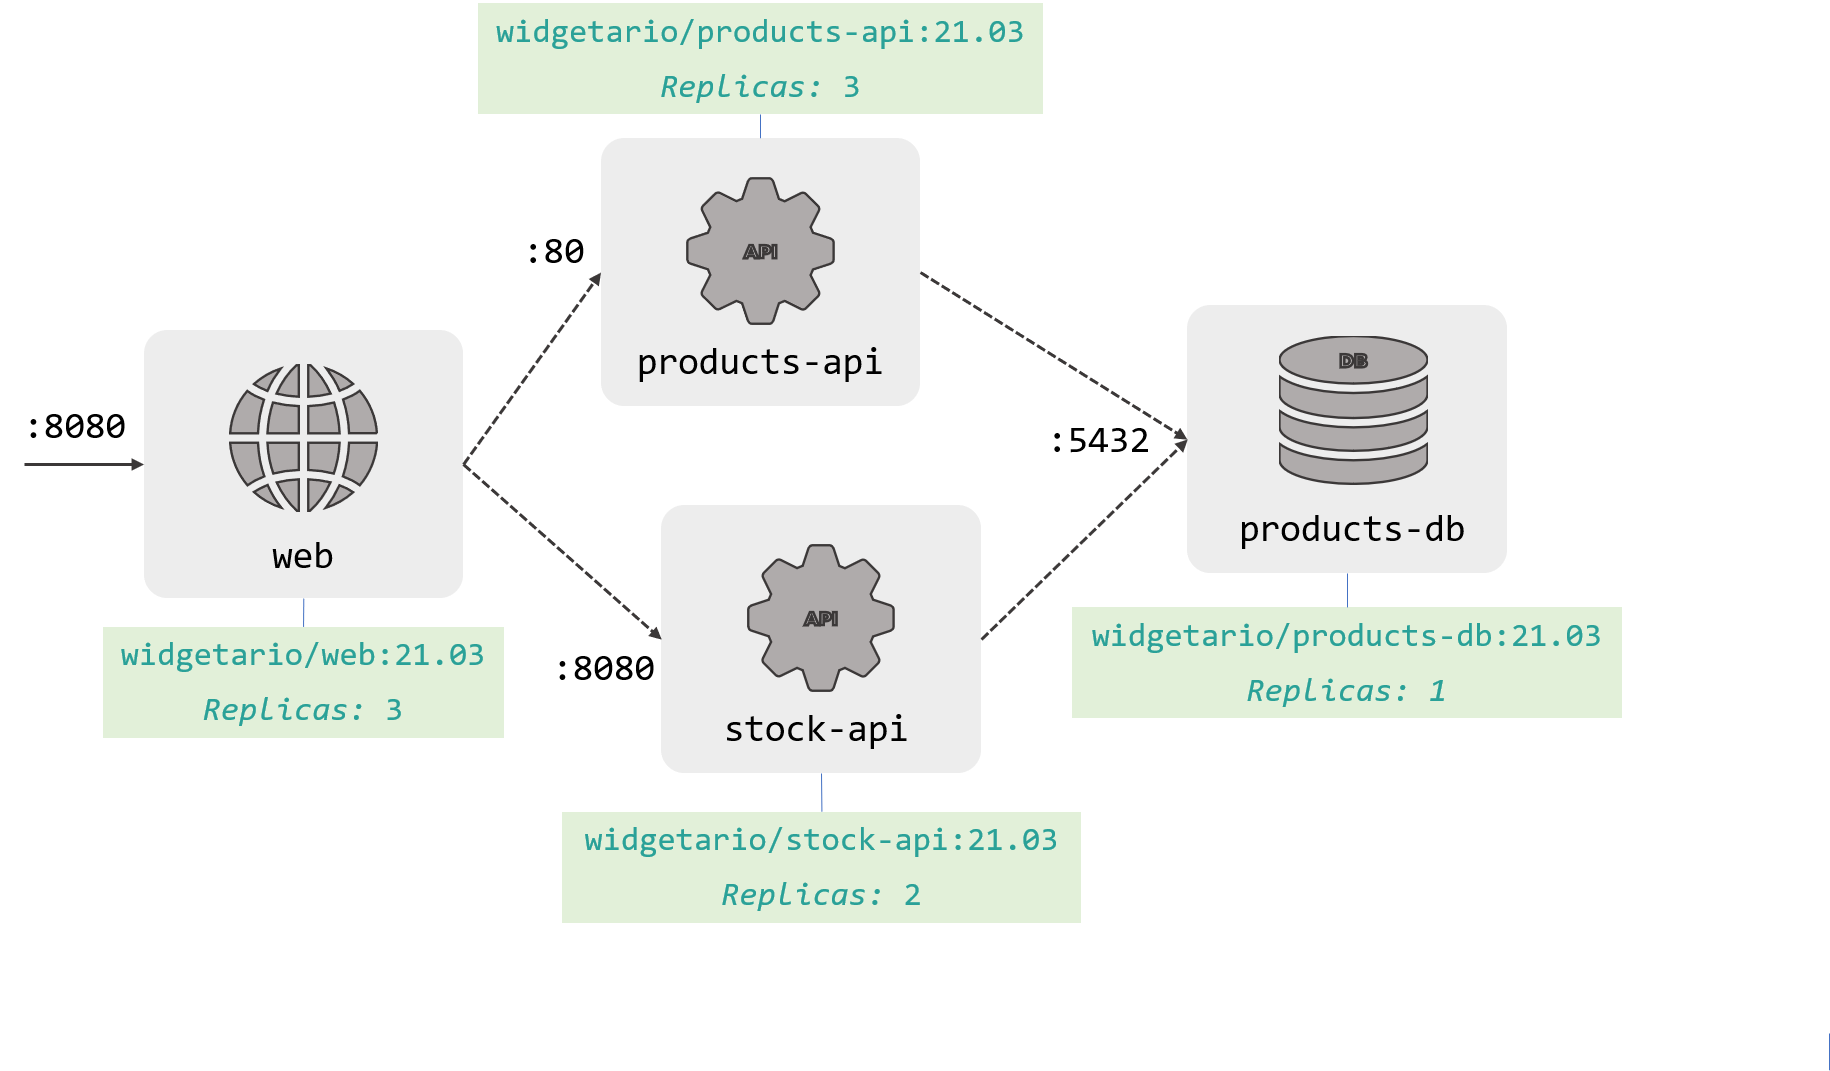 widgetario/products-api:21.03
Replicas: 3
API
:80
products-api
:8080
web
widgetario/web:21.03
Replicas: 3
API
:8080
stock-api
widgetario/stock-api:21.03
Replicas: 2
:5432
DB
products-db
widgetario/products-db:21.03
Replicas: 1